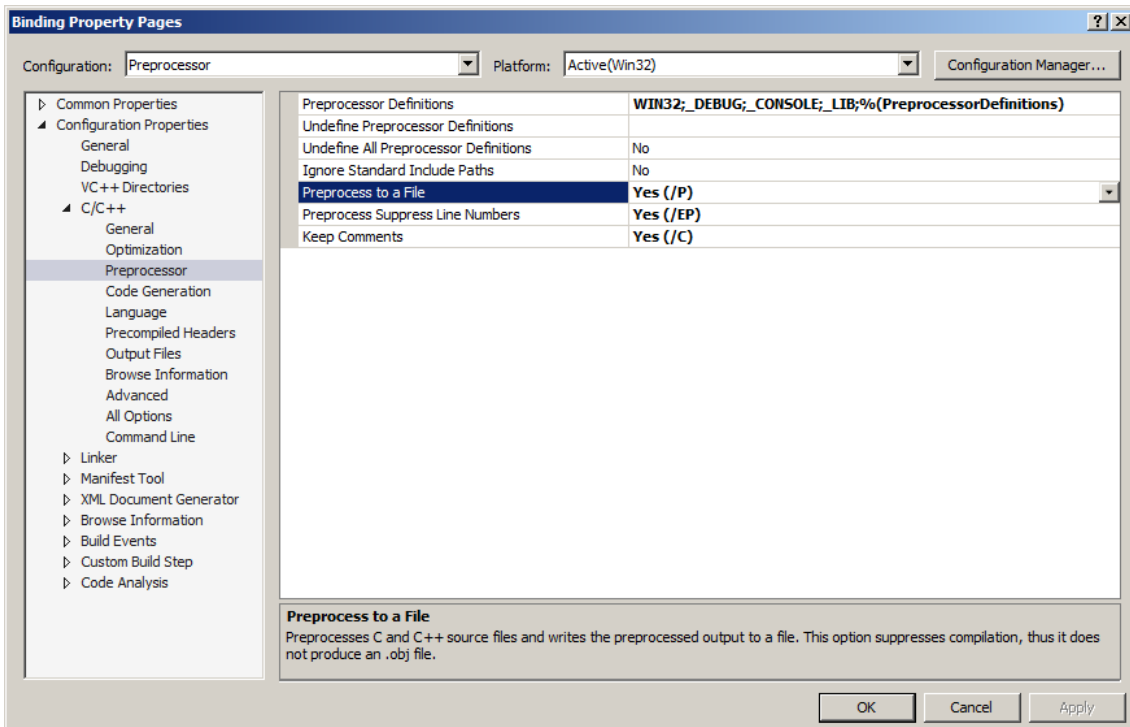 Binding Property Pages
Configuration: Preprocessor Platform: Active(Win32) Configuration Manager...
Common Properties
Configuration Properties
General
Debugging
VC++ Directories
C/C++
General
Optimization
Preprocessor
Code Generation
Language
Precompiled Headers
Output Files
Browse Information
Advanced
All Options
Command Line
Linker
Manifest Tool
XML Document Generator
Browse Information
Build Events
Custom Build Step
Code Analysis
Preprocessor Definitions WIN32;_DEBUG;_CONSOLE;_LIB;%(PreprocessorDefinitions)
Undefine Preprocessor Definitions
Undefine All Preprocessor Definitions No
Ignore Standard Include Paths No
Preprocess to a File Yes (/P)
Preprocess Suppress Line Numbers Yes (/EP)
Keep Comments Yes (/C)
Preprocess to a File
Preprocesses C and C++ source files and writes the preprocessed output to a file. This option suppresses compilation, thus it does
not produce an .obj file.
OK Cancel Apply